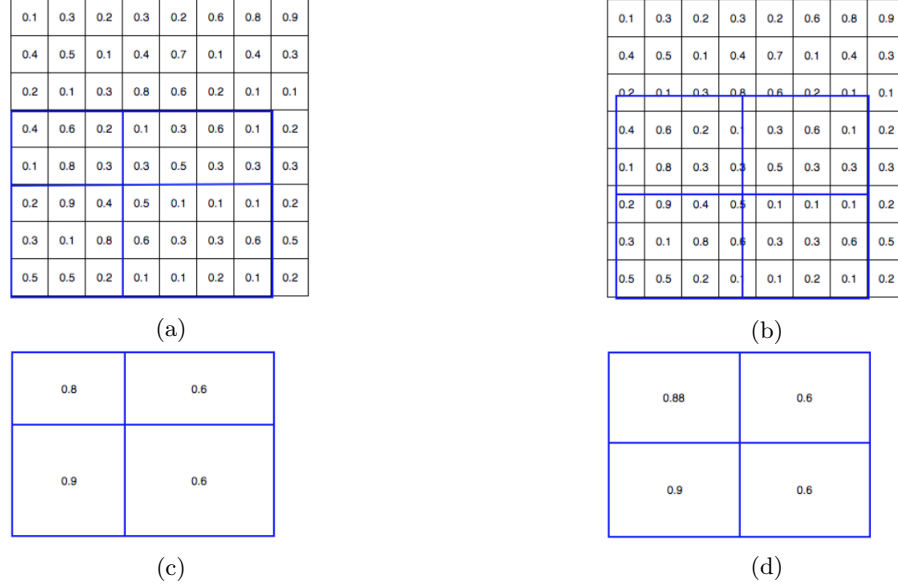 0.1 0.3 0.2 0.3 0.2 0.6 0.8 0.9
0.4 0.5 0.1 0.4 0.7 0.1 0.4 0.3
0.2 0.1 0.3 0.8 0.6 0.2 0.1 0.1
0.4 0.6 0.2 0.1 0.3 0.6 0.1 0.2
0.1 0.8 0.3 0.3 0.5 0.3 0.3 0.3
0.2 0.9 0.4 0.5 0.1 0.1 0.1 0.2
0.3 0.1 0.8 0.6 0.3 0.3 0.6 0.5
0.5 0.5 0.2 0.1 0.1 0.2 0.1 0.2
(a)
0.1 0.3 0.2 0.3 0.2 0.6 0.8 0.9
0.4 0.5 0.1 0.4 0.7 0.1 0.4 0.3
0.2 0.1 0.3 0.8 0.6 0.2 0.1 0.1
0.4 0.6 0.2 0.1 0.3 0.6 0.1 0.2
0.1 0.8 0.3 0.3 0.5 0.3 0.3 0.3
0.2 0.9 0.4 0.5 0.1 0.1 0.1 0.2
0.3 0.1 0.8 0.6 0.3 0.3 0.6 0.5
0.5 0.5 0.2 0.1 0.1 0.2 0.1 0.2
(b)
0.8 0.6
0.9 0.6
(c)
0.88 0.6
0.9 0.6
(d)